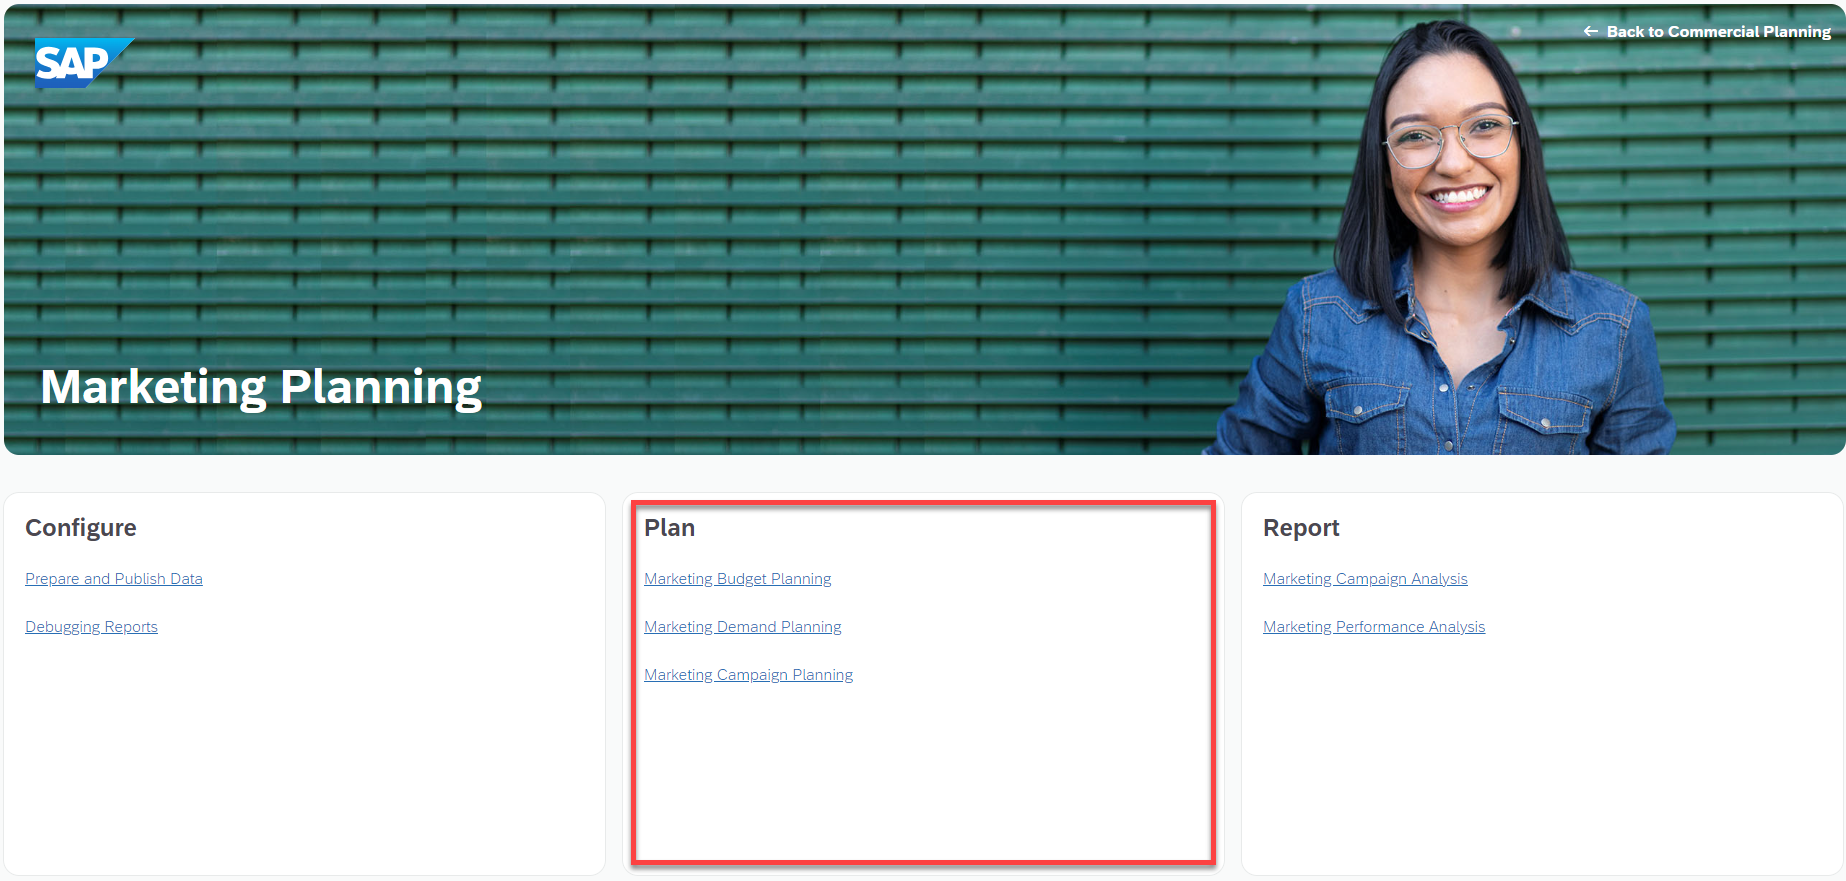 SAP
← Back to Commercial Planning
Marketing Planning
Configure
Prepare and Publish Data
Debugging Reports
Plan
Marketing Budget Planning
Marketing Demand Planning
Marketing Campaign Planning
Report
Marketing Campaign Analysis
Marketing Performance Analysis